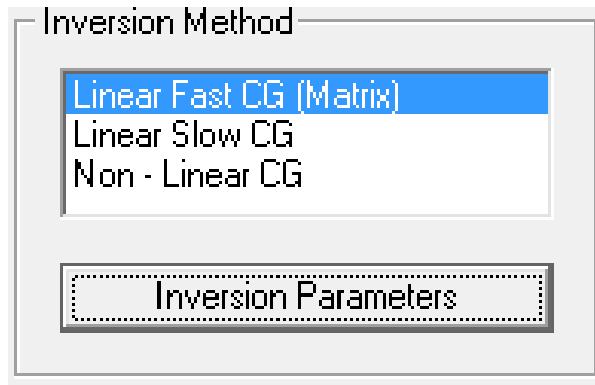 Inversion Method
Linear Fast CG (Matrix)
Linear Slow CG
Non - Linear CG
Inversion Parameters